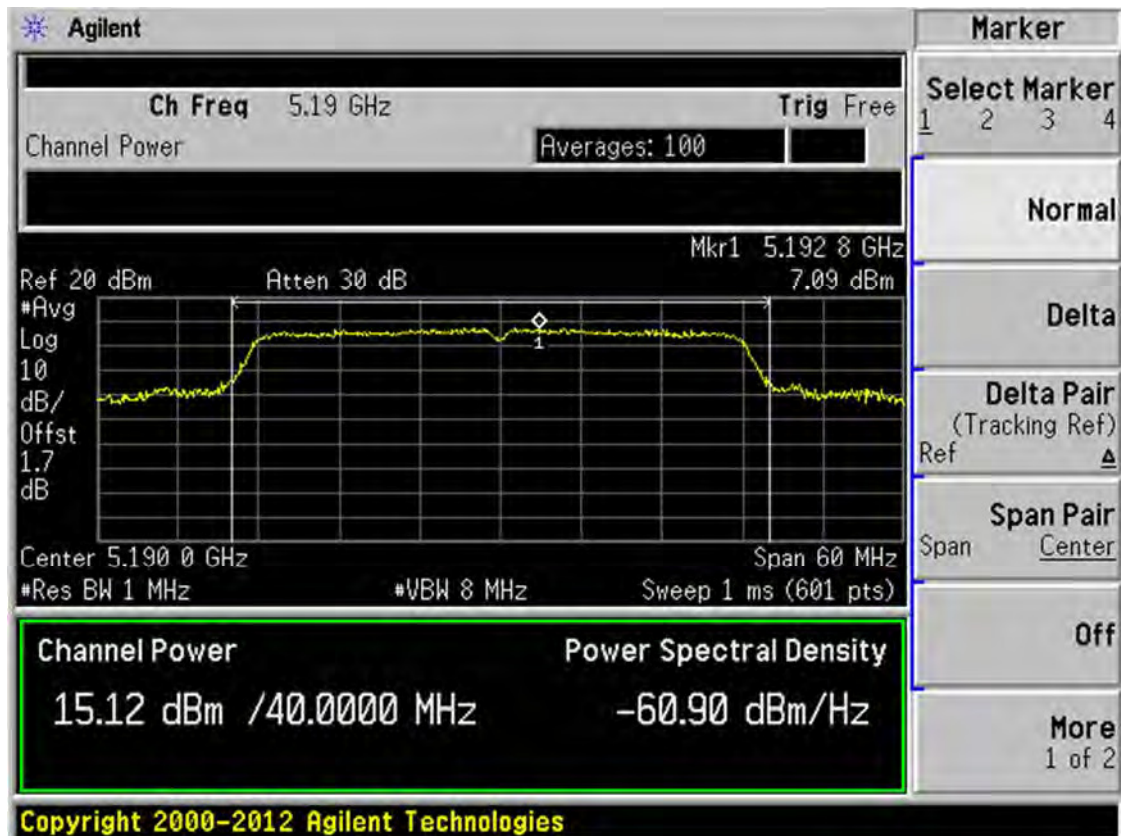 Agilent
Marker
Ch Freq 5.19 GHz Trig Free
Channel Power Averages: 100
Select Marker
1 2 3 4
Normal
Mkr1 5.192 8 GHz
Ref 20 dBm Atten 30 dB 7.09 dBm
#Avg
Log
10
dB/
Offst
1.7
dB
1
Center 5.190 0 GHz Span 60 MHz
#Res BW 1 MHz #VBW 8 MHz Sweep 1 ms (601 pts)
Delta
Delta Pair
(Tracking Ref)
Ref Δ
Span Pair
Span Center
Off
More
1 of 2
Channel Power Power Spectral Density
15.12 dBm /40.0000 MHz -60.90 dBm/Hz
Copyright 2000-2012 Agilent Technologies